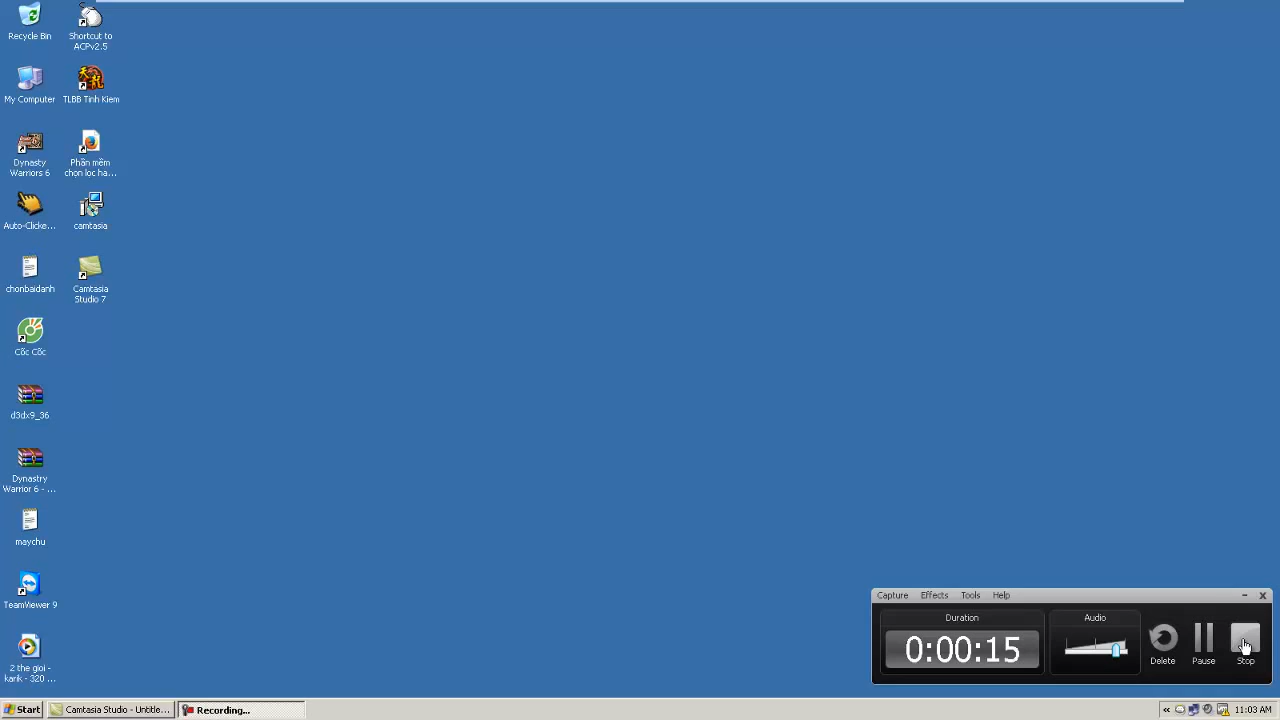 Recycle Bin
Shortcut to
ACPv2.5
My Computer
TLBB Tinh Kiem
Dynasty
Warriors 6
Phần mềm
chon loc ha...
Auto-Clicke...
camtasia
chonbaidanh
Camtasia
Studio 7
Cốc Cốc
d3dx9_36
Dynastry
Warrior 6 - ...
maychu
TeamViewer 9
2 the gioi -
karik - 320 ...
Capture Effects Tools Help
Duration
Audio
0:00:15
Delete
Pause
Stop
Start
Camtasia Studio - Untitle...
Recording...
11:03 AM